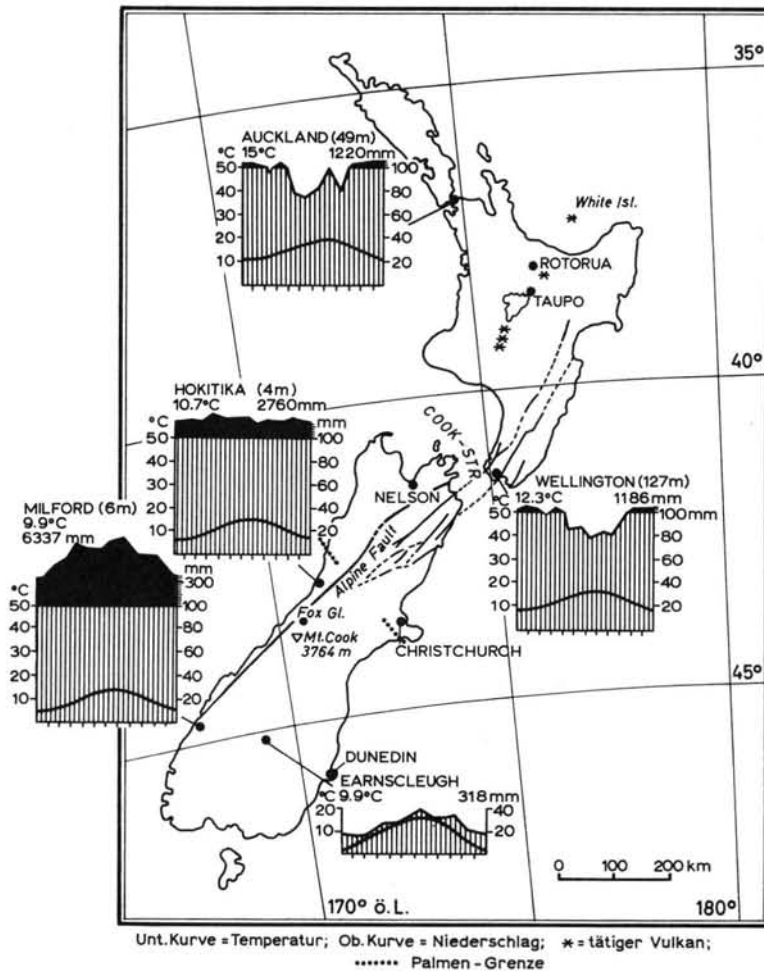 35°
AUCKLAND (49m)
°C 15°C 1220mm
50 100
40 80
30 60
20 40
10 20
White Isl.
ROTORUA
TAUPO
40°
HOKITIKA (4m)
10.7°C 2760mm
°C mm
50 100
40 80
30 60
20 40
10 20
COOK-STR
NELSON
WELLINGTON (127m)
°C 12.3°C 1186mm
50 100mm
40 80
30 60
20 40
10 20
MILFORD (6m)
9.9°C
6337 mm
°C mm
300
50 100
40 80
30 60
20 40
10 20
Alpine Fault
Fox Gl.
Mt.Cook
3764 m
CHRISTCHURCH
45°
DUNEDIN
EARNSCLEUGH
°C 9.9°C 318mm
20 40
10 20
0 100 200 km
170° ö.L. 180°
Unt.Kurve = Temperatur; Ob.Kurve = Niederschlag; * = tätiger Vulkan;
....... Palmen-Grenze